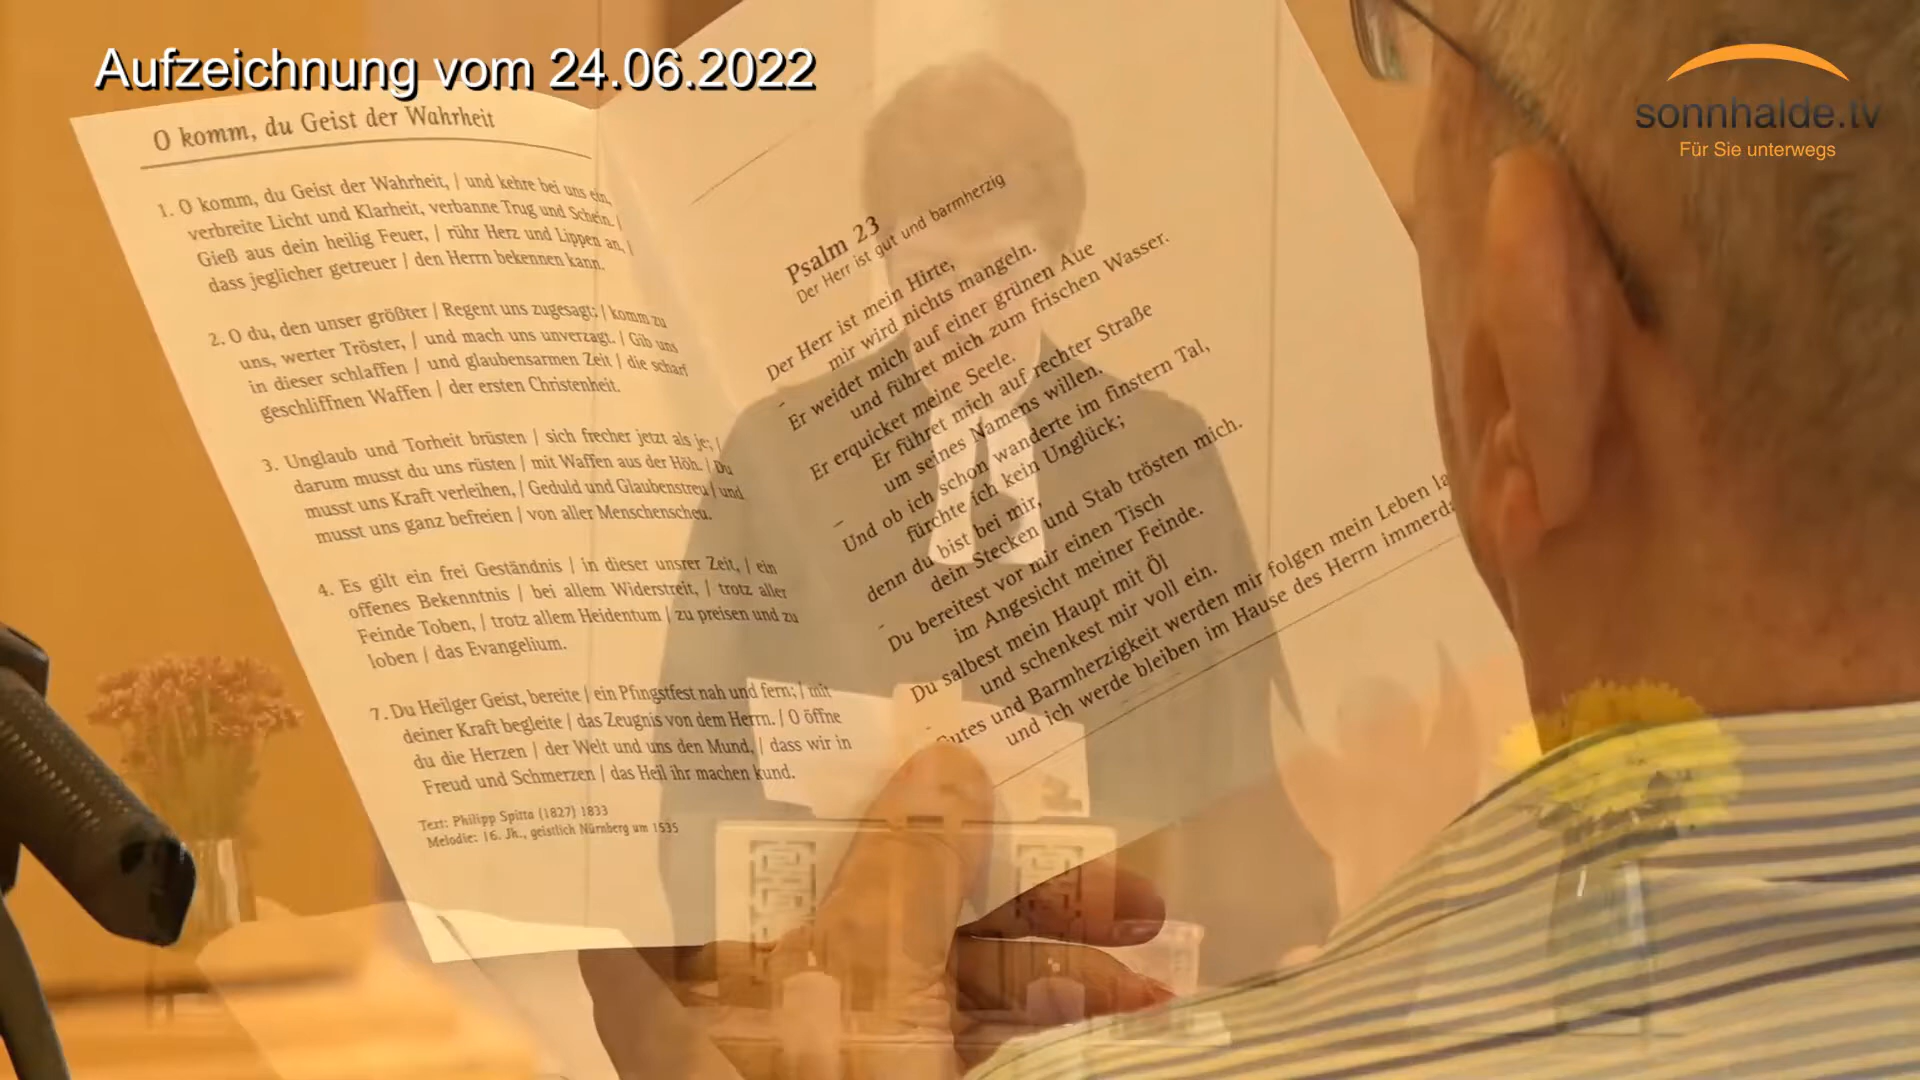 Aufzeichnung vom 24.06.2022
sonnhalde.tv
Für Sie unterwegs
O komm, du Geist der Wahrheit
1. O komm, du Geist der Wahrheit, | und kehre bei uns ein,
verbreite Licht und Klarheit, verbanne Trug und Schein. |
Gieß aus dein heilig Feuer, | rühr Herz und Lippen an, |
dass jeglicher getreuer | den Herrn bekennen kann.
2. O du, den unser größter | Regent uns zugesagt: | komm zu
uns, werter Tröster, | und mach uns unverzagt. | Gib uns
in dieser schlaffen | und glaubensarmen Zeit | die scharf
geschliffnen Waffen | der ersten Christenheit.
3. Unglaub und Torheit brüsten | sich frecher jetzt als je; |
darum musst du uns rüsten | mit Waffen aus der Höh. | Du
musst uns Kraft verleihen, | Geduld und Glaubenstreu | und
musst uns ganz befreien | von aller Menschenscheu.
4. Es gilt ein frei Geständnis | in dieser unsrer Zeit, | ein
offenes Bekenntnis | bei allem Widerstreit, | trotz aller
Feinde Toben, | trotz allem Heidentum | zu preisen und zu
loben | das Evangelium.
7. Du Heilger Geist, bereite | ein Pfingstfest nah und fern; | mit
deiner Kraft begleite | das Zeugnis von dem Herrn. | O öffne
du die Herzen | der Welt und uns den Mund, | dass wir in
Freud und Schmerzen | das Heil ihr machen kund.
Text: Philipp Spitta (1827) 1833
Melodie: 16. Jh., geistlich Nürnberg um 1535
Psalm 23
Der Herr ist gut und barmherzig
Der Herr ist mein Hirte,
mir wird nichts mangeln.
Er weidet mich auf einer grünen Aue
und führet mich zum frischen Wasser.
Er erquicket meine Seele.
Er führet mich auf rechter Straße
um seines Namens willen.
Und ob ich schon wanderte im finstern Tal,
fürchte ich kein Unglück;
denn du bist bei mir,
dein Stecken und Stab trösten mich.
Du bereitest vor mir einen Tisch
im Angesicht meiner Feinde.
Du salbest mein Haupt mit Öl
und schenkest mir voll ein.
Gutes und Barmherzigkeit werden mir folgen mein Leben la
und ich werde bleiben im Hause des Herrn immerda